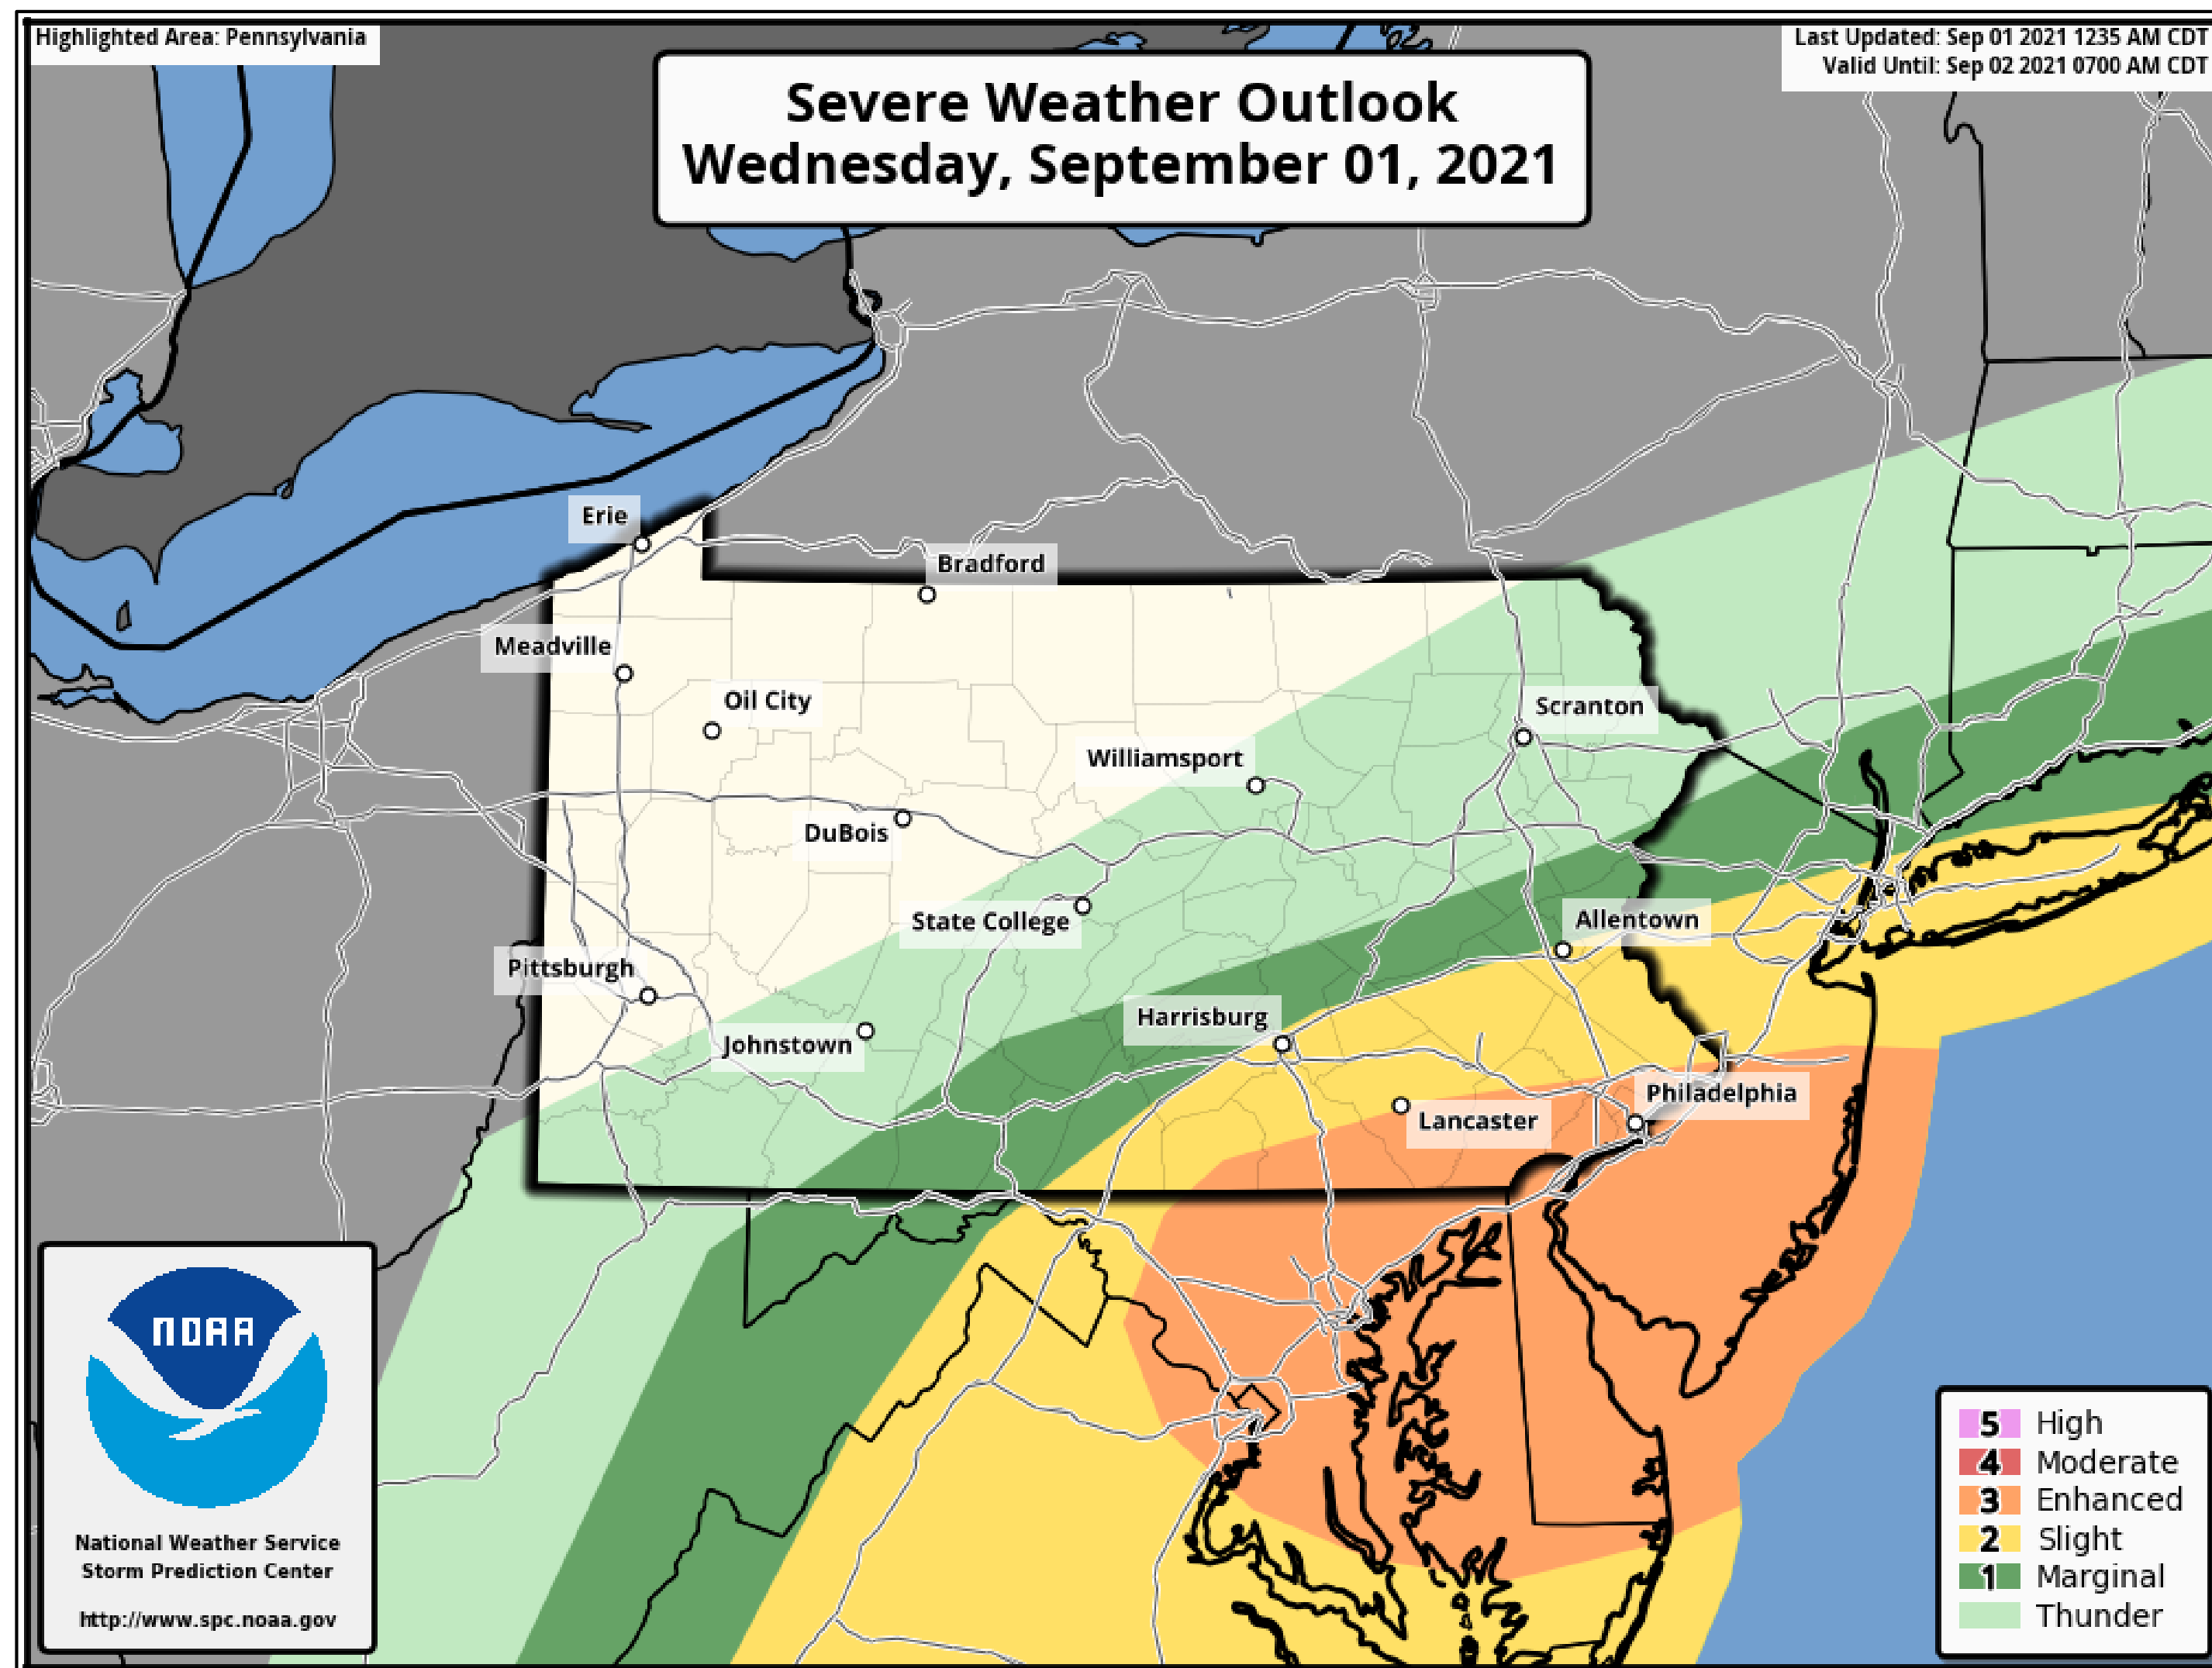 Highlighted Area: Pennsylvania
Last Updated: Sep 01 2021 1235 AM CDT
Valid Until: Sep 02 2021 0700 AM CDT
Severe Weather Outlook
Wednesday, September 01, 2021
Erie
Bradford
Meadville
Oil City
Scranton
Williamsport
DuBois
State College
Allentown
Pittsburgh
Harrisburg
Johnstown
Philadelphia
Lancaster
NOAA
National Weather Service
Storm Prediction Center
http://www.spc.noaa.gov
5 High
4 Moderate
3 Enhanced
2 Slight
1 Marginal
Thunder